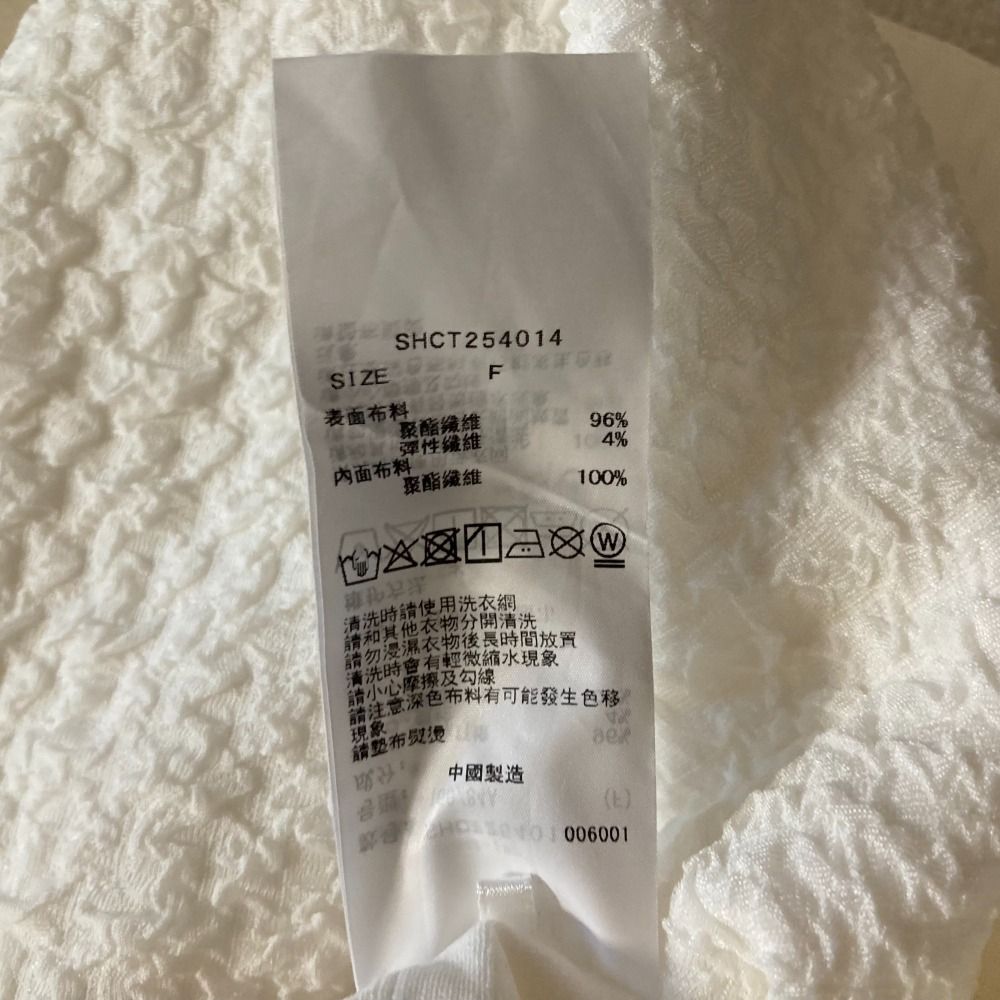 SHCT254014
SIZE F
表面布料
聚酯纖維 96%
彈性纖維 4%
內面布料
聚酯纖維 100%
W
清洗時請使用洗衣網
請和其他衣物分開清洗
請勿浸濕衣物後長時間放置
清洗時會有輕微縮水現象
請小心摩擦及勾線
請注意深色布料有可能發生色移
現象
請墊布熨燙
中國製造
006001